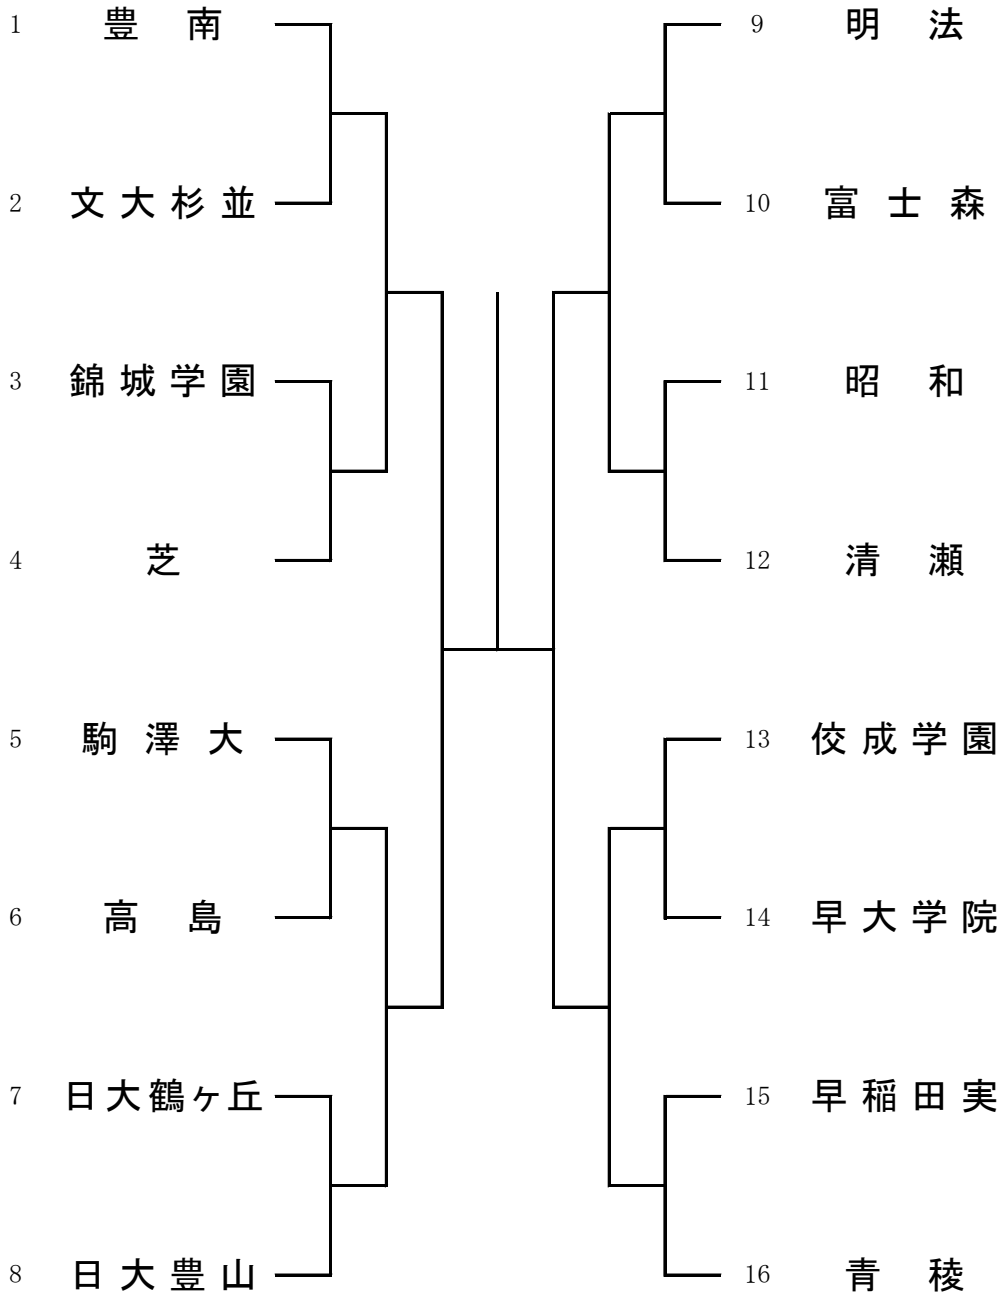 1 豊南
2 文大杉並
3 錦城学園
4 芝
5 駒澤大
6 高島
7 日大鶴ヶ丘
8 日大豊山
9 明法
10 富士森
11 昭和
12 清瀬
13 佼成学園
14 早大学院
15 早稲田実
16 青稜